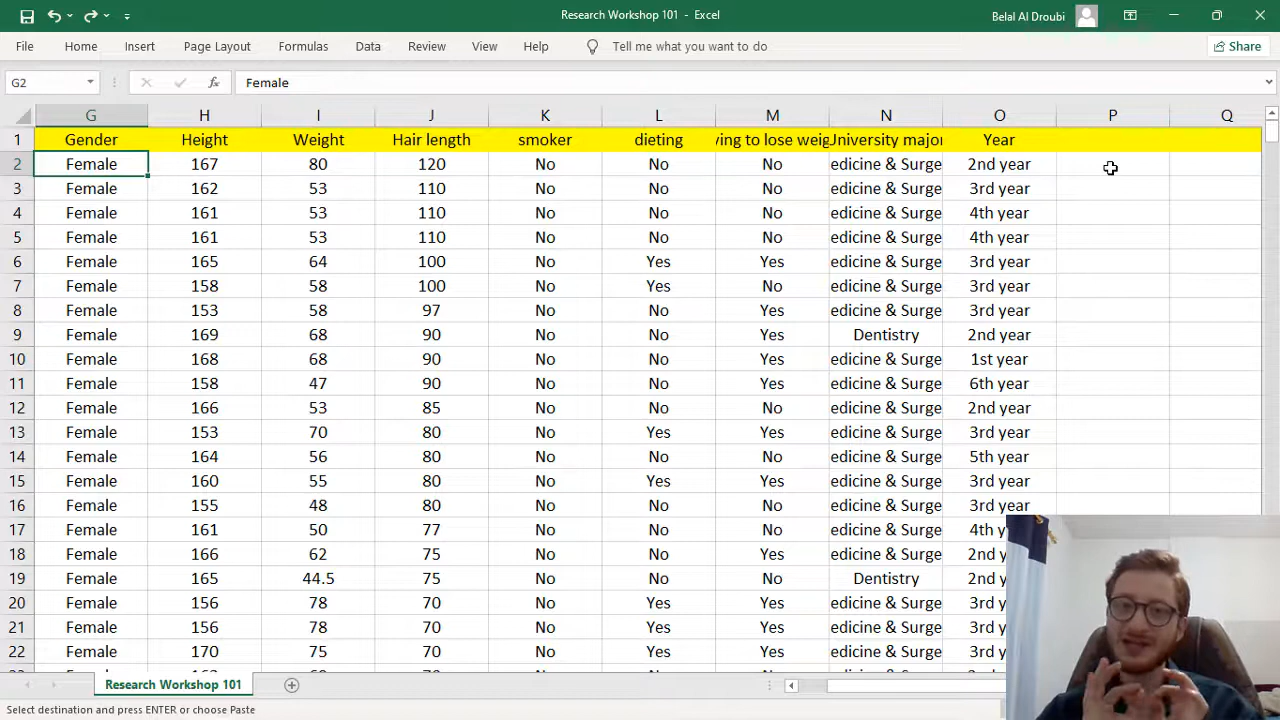 Research Workshop 101 - Excel
Belal Al Droubi
File Home Insert Page Layout Formulas Data Review View Help Tell me what you want to do Share
G2 fx Female
G H I J K L M N O P Q
1 Gender Height Weight Hair length smoker dieting ying to lose weig University major Year
2 Female 167 80 120 No No No edicine & Surge 2nd year
3 Female 162 53 110 No No No edicine & Surge 3rd year
4 Female 161 53 110 No No No edicine & Surge 4th year
5 Female 161 53 110 No No No edicine & Surge 4th year
6 Female 165 64 100 No Yes Yes edicine & Surge 3rd year
7 Female 158 58 100 No Yes No edicine & Surge 3rd year
8 Female 153 58 97 No No Yes edicine & Surge 3rd year
9 Female 169 68 90 No No Yes Dentistry 2nd year
10 Female 168 68 90 No No Yes edicine & Surge 1st year
11 Female 158 47 90 No No Yes edicine & Surge 6th year
12 Female 166 53 85 No No No edicine & Surge 2nd year
13 Female 153 70 80 No Yes Yes edicine & Surge 3rd year
14 Female 164 56 80 No No No edicine & Surge 5th year
15 Female 160 55 80 No Yes Yes edicine & Surge 3rd year
16 Female 155 48 80 No No No edicine & Surge 3rd year
17 Female 161 50 77 No No No edicine & Surge 4th y
18 Female 166 62 75 No No Yes edicine & Surge 2nd y
19 Female 165 44.5 75 No No No Dentistry 2nd y
20 Female 156 78 70 No Yes Yes edicine & Surge 3rd y
21 Female 156 78 70 No Yes Yes edicine & Surge 3rd y
22 Female 170 75 70 No Yes Yes edicine & Surge 3rd y
Research Workshop 101
Select destination and press ENTER or choose Paste